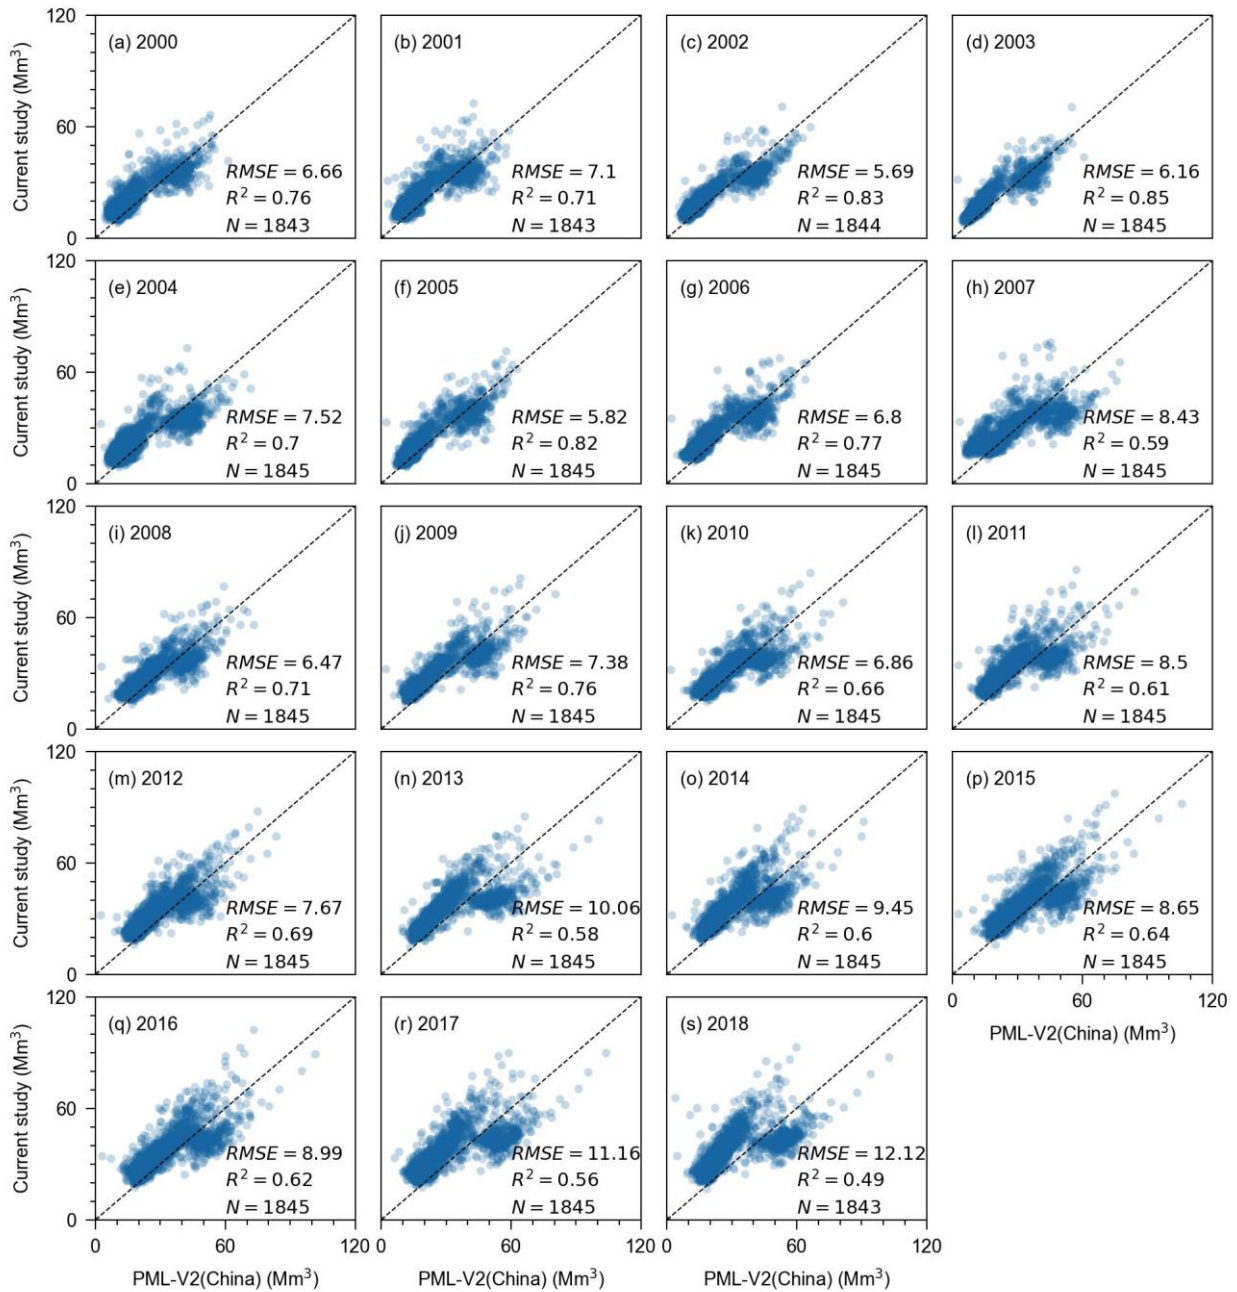 120
60
0
Current study (Mm³)
(a) 2000
RMSE = 6.66
R² = 0.76
N = 1843
(b) 2001
RMSE = 7.1
R² = 0.71
N = 1843
(c) 2002
RMSE = 5.69
R² = 0.83
N = 1844
(d) 2003
RMSE = 6.16
R² = 0.85
N = 1845
120
60
0
Current study (Mm³)
(e) 2004
RMSE = 7.52
R² = 0.7
N = 1845
(f) 2005
RMSE = 5.82
R² = 0.82
N = 1845
(g) 2006
RMSE = 6.8
R² = 0.77
N = 1845
(h) 2007
RMSE = 8.43
R² = 0.59
N = 1845
120
60
0
Current study (Mm³)
(i) 2008
RMSE = 6.47
R² = 0.71
N = 1845
(j) 2009
RMSE = 7.38
R² = 0.76
N = 1845
(k) 2010
RMSE = 6.86
R² = 0.66
N = 1845
(l) 2011
RMSE = 8.5
R² = 0.61
N = 1845
120
60
0
Current study (Mm³)
(m) 2012
RMSE = 7.67
R² = 0.69
N = 1845
(n) 2013
RMSE = 10.06
R² = 0.58
N = 1845
(o) 2014
RMSE = 9.45
R² = 0.6
N = 1845
(p) 2015
RMSE = 8.65
R² = 0.64
N = 1845
0 60 120
PML-V2(China) (Mm³)
120
60
0
Current study (Mm³)
(q) 2016
RMSE = 8.99
R² = 0.62
N = 1845
0 60 120
PML-V2(China) (Mm³)
(r) 2017
RMSE = 11.16
R² = 0.56
N = 1845
0 60 120
PML-V2(China) (Mm³)
(s) 2018
RMSE = 12.12
R² = 0.49
N = 1843
0 60 120
PML-V2(China) (Mm³)